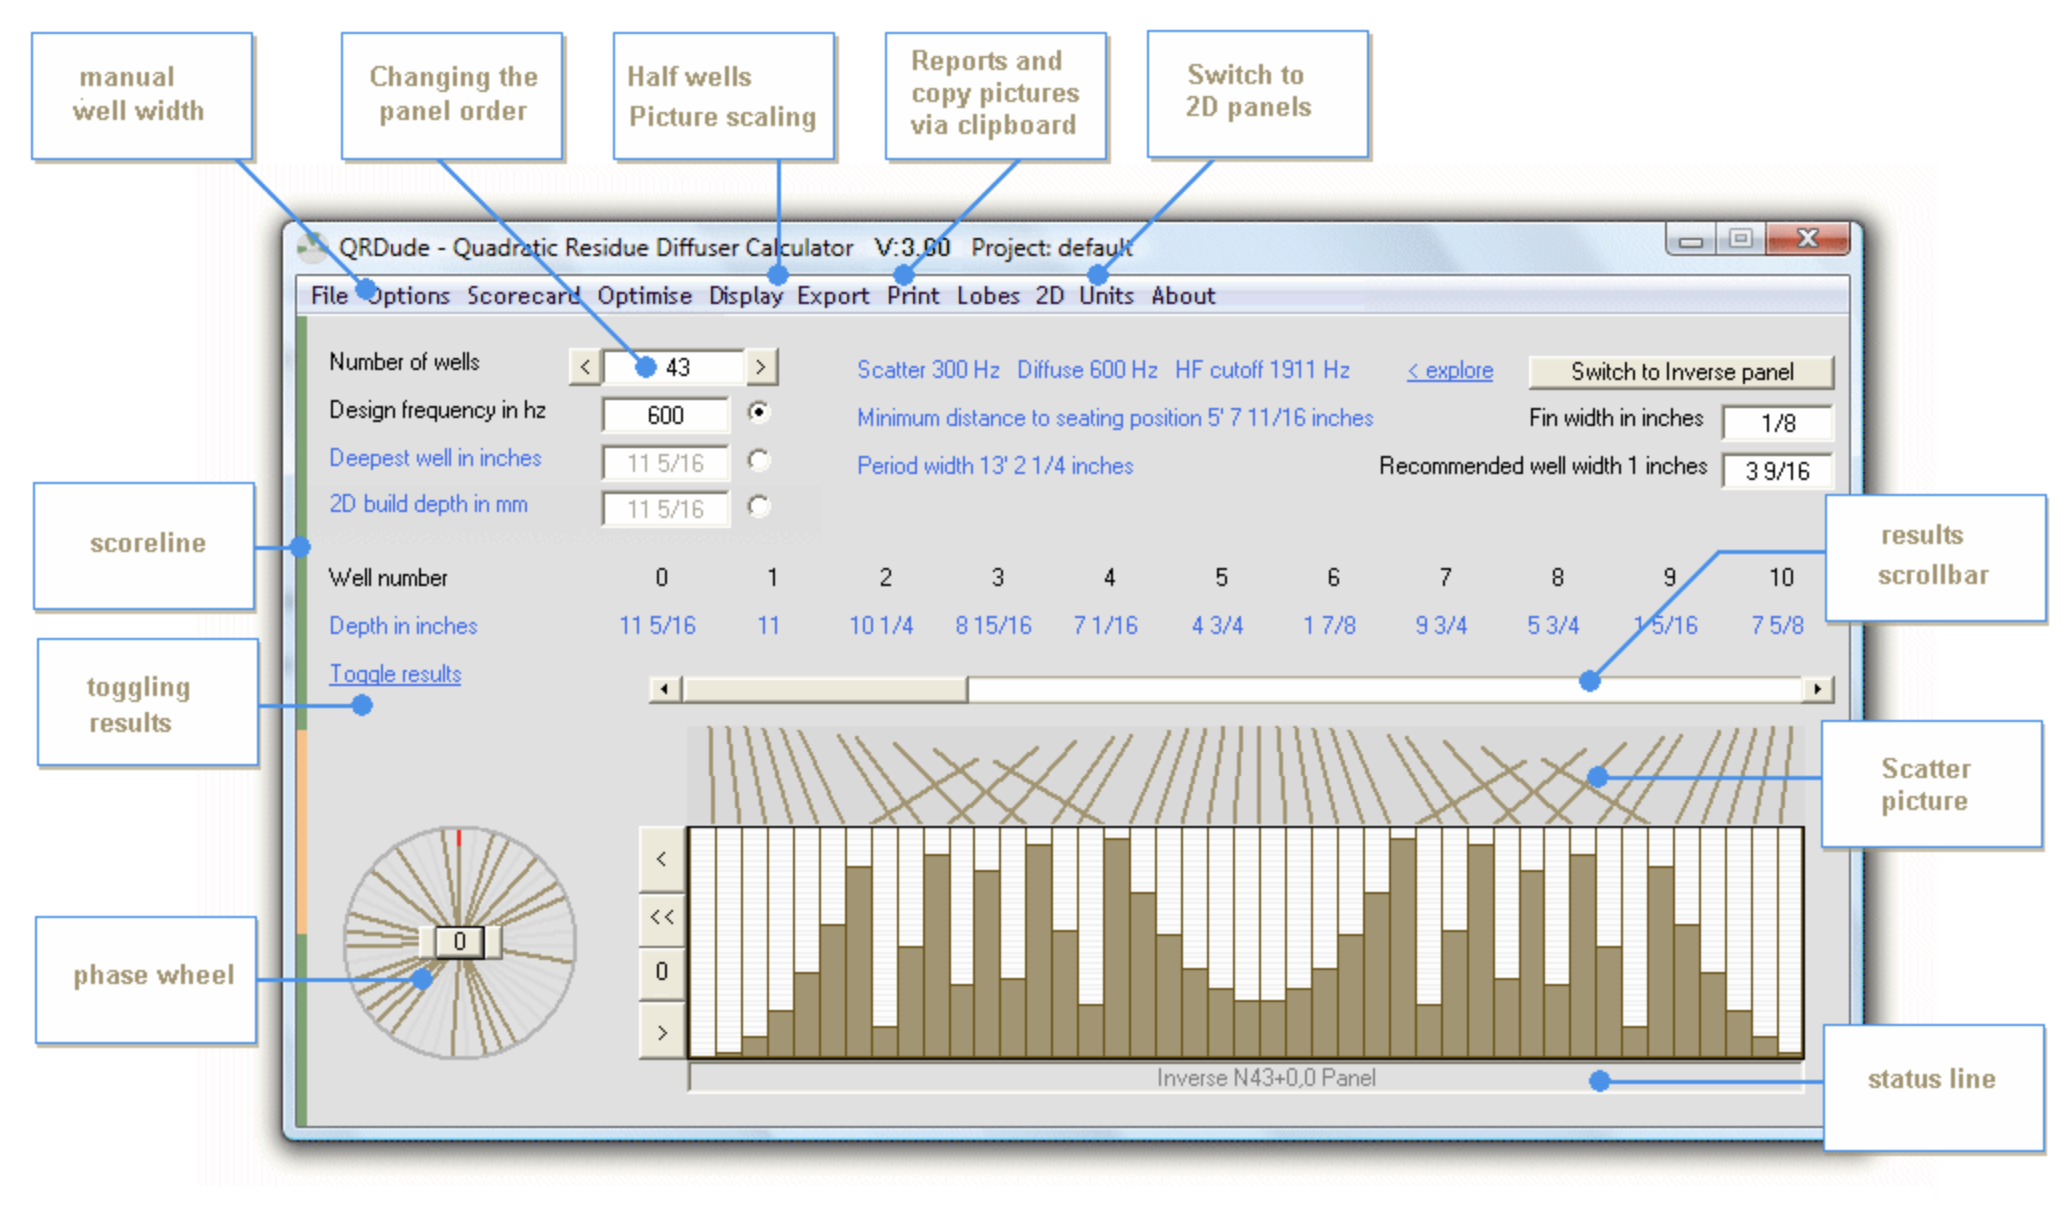 manual
well width
Changing the
panel order
Half wells
Picture scaling
Reports and
copy pictures
via clipboard
Switch to
2D panels
QRDude - Quadratic Residue Diffuser Calculator V:3.00 Project: default
File Options Scorecard Optimise Display Export Print Lobes 2D Units About
Number of wells < 43 >
Scatter 300 Hz Diffuse 600 Hz HF cutoff 1911 Hz < explore Switch to Inverse panel
Design frequency in hz 600
Minimum distance to seating position 5' 7 11/16 inches Fin width in inches 1/8
Deepest well in inches 11 5/16
Period width 13' 2 1/4 inches Recommended well width 1 inches 3 9/16
2D build depth in mm 11 5/16
scoreline
results
scrollbar
Well number 0 1 2 3 4 5 6 7 8 9 10
Depth in inches 11 5/16 11 10 1/4 8 15/16 7 1/16 4 3/4 1 7/8 9 3/4 5 3/4 1 5/16 7 5/8
Toggle results
toggling
results
Scatter
picture
<
<<
0
>
0
phase wheel
Inverse N43+0,0 Panel
status line